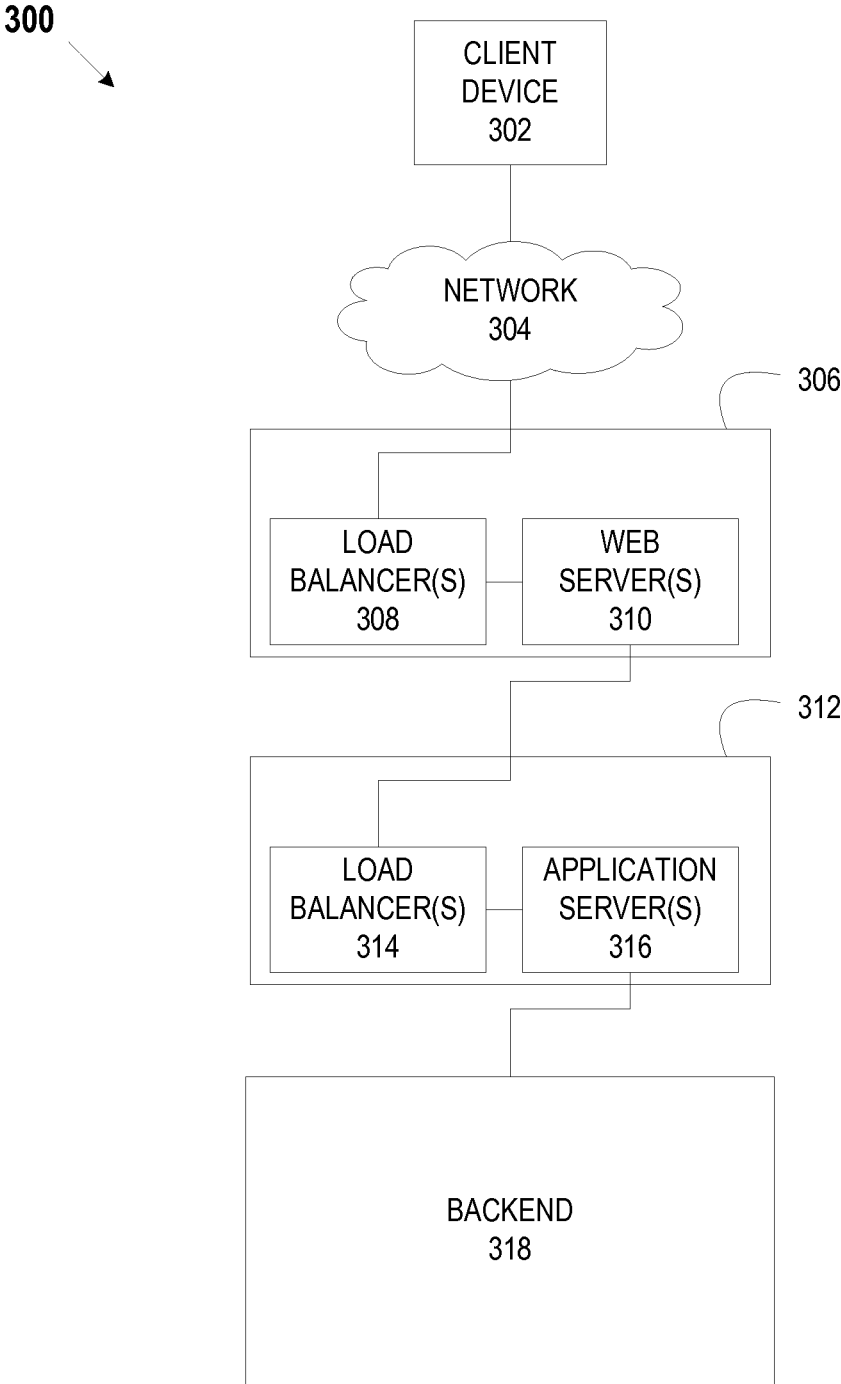 300
CLIENT
DEVICE
302
NETWORK
304
306
LOAD
BALANCER(S)
308
WEB
SERVER(S)
310
312
LOAD
BALANCER(S)
314
APPLICATION
SERVER(S)
316
BACKEND
318